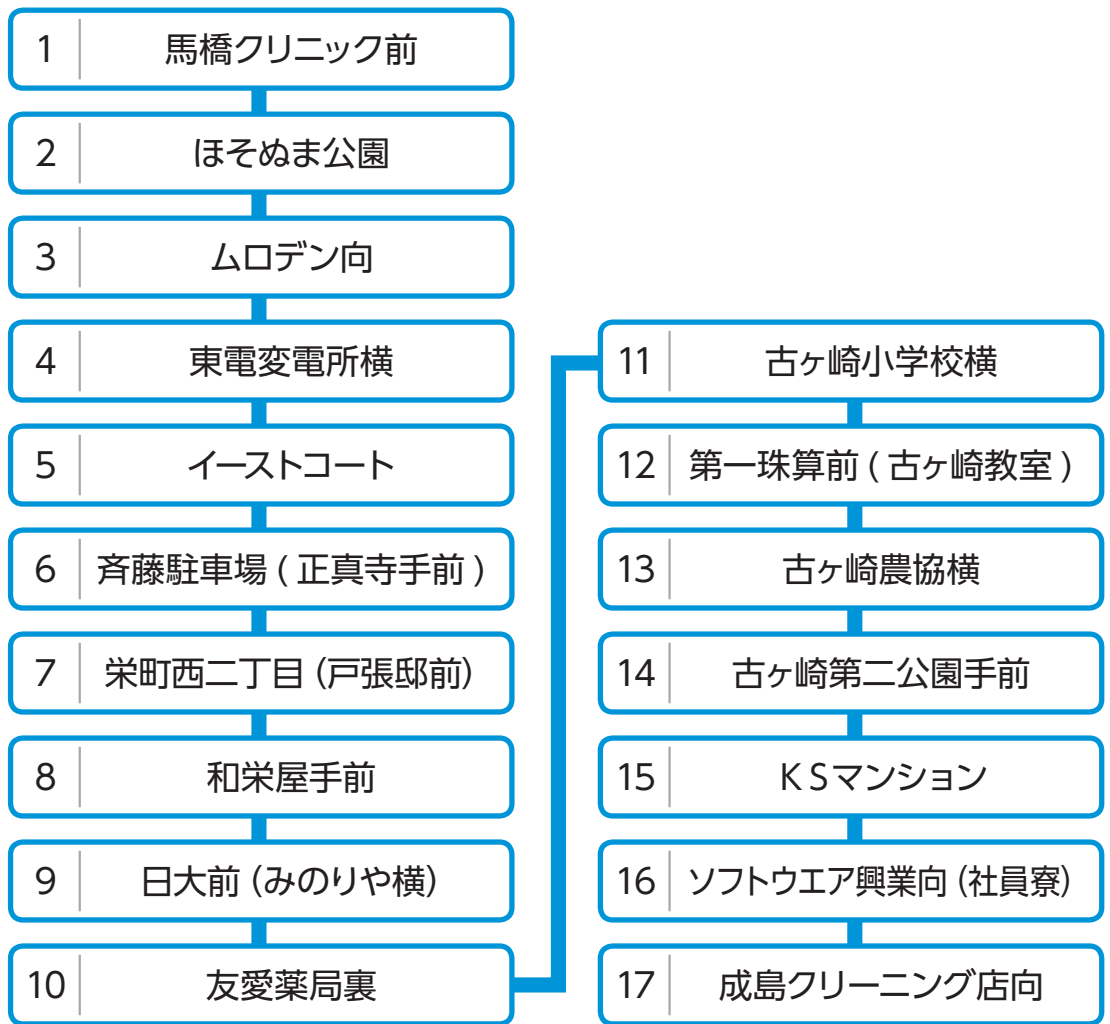 1 馬橋クリニック前
2 ほそぬま公園
3 ムロデン向
4 東電変電所横
5 イーストコート
6 斉藤駐車場 ( 正真寺手前 )
7 栄町西二丁目 (戸張邸前)
8 和栄屋手前
9 日大前 (みのりや横)
10 友愛薬局裏
11 古ヶ崎小学校横
12 第一珠算前 ( 古ヶ崎教室 )
13 古ヶ崎農協横
14 古ヶ崎第二公園手前
15 KSマンション
16 ソフトウエア興業向 (社員寮)
17 成島クリーニング店向